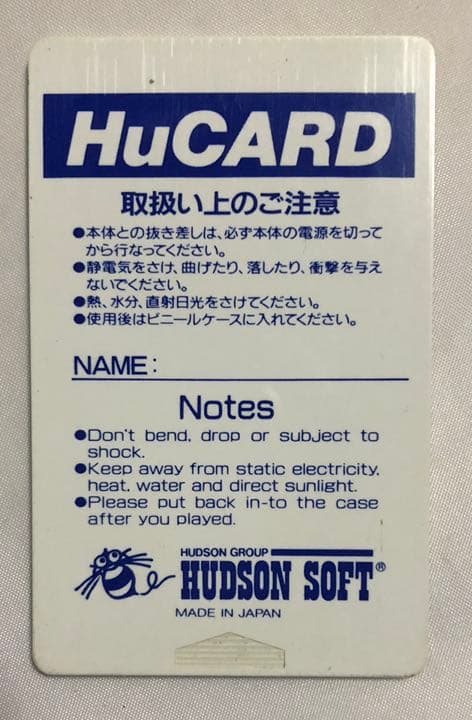 HuCARD
取扱い上のご注意
●本体との抜き差しは、必ず本体の電源を切って
から行なってください。
●静電気をさけ、曲げたり、落したり、衝撃を与え
ないでください。
●熱、水分、直射日光をさけてください。
●使用後はビニールケースに入れてください。
NAME:
Notes
●Don't bend, drop or subject to
shock.
●Keep away from static electricity,
heat, water and direct sunlight.
●Please put back in-to the case
after you played.
HUDSON GROUP
HUDSON SOFT®
MADE IN JAPAN